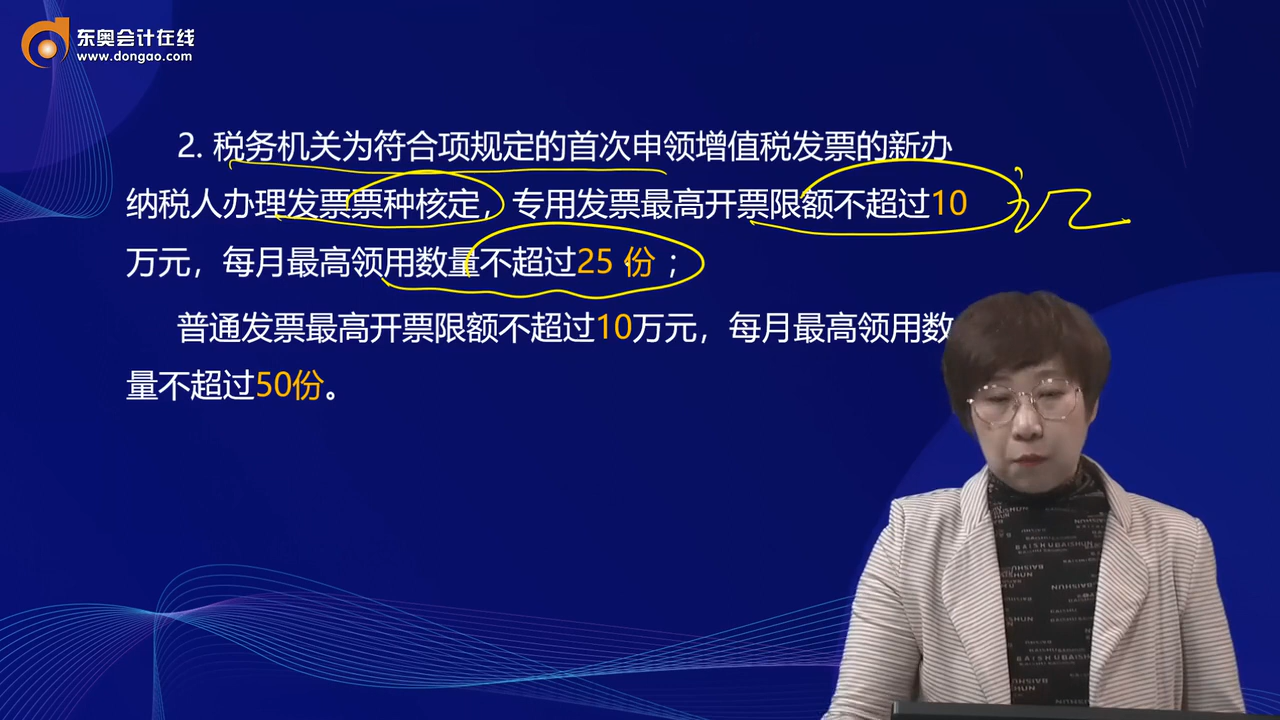 东奥会计在线
www.dongao.com
2. 税务机关为符合项规定的首次申领增值税发票的新办
纳税人办理发票票种核定，专用发票最高开票限额不超过10
万元，每月最高领用数量不超过25 份；
普通发票最高开票限额不超过10万元，每月最高领用数
量不超过50份。
BAISHUBAISHUN